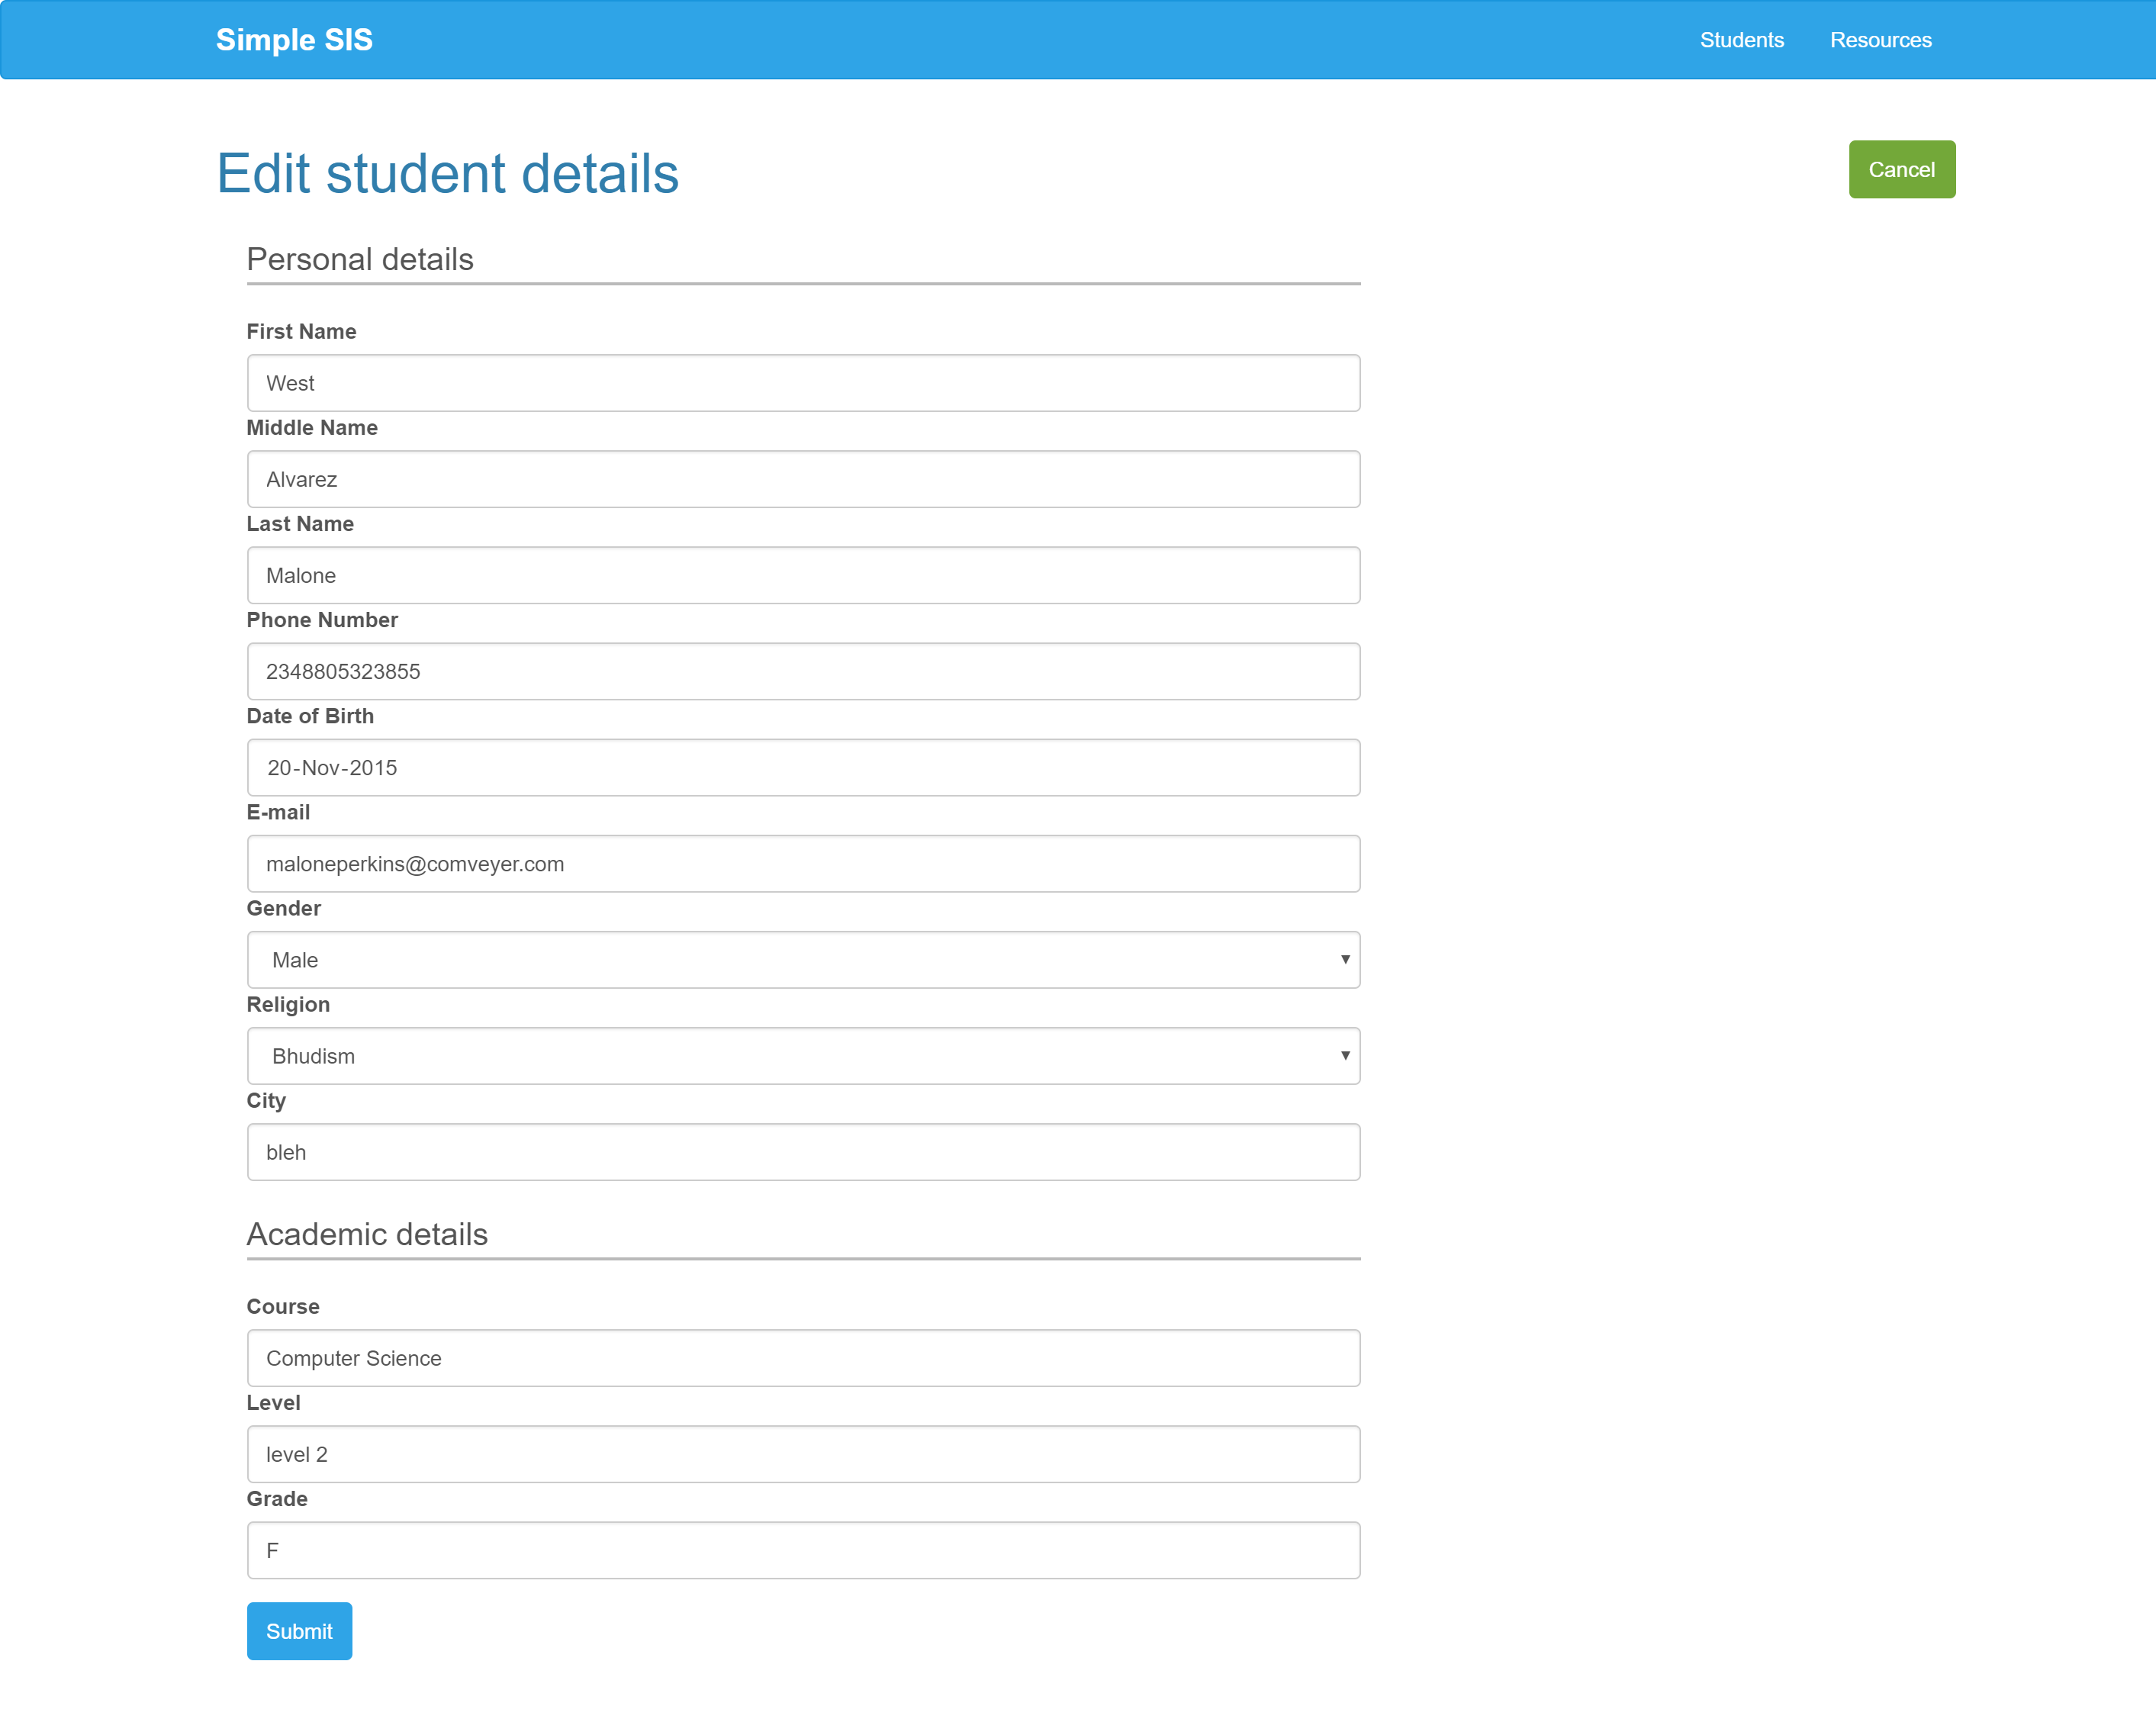 Simple SIS Students Resources
Edit student details Cancel
Personal details
First Name
West
Middle Name
Alvarez
Last Name
Malone
Phone Number
2348805323855
Date of Birth
20-Nov-2015
E-mail
maloneperkins@comveyer.com
Gender
Male
Religion
Bhudism
City
bleh
Academic details
Course
Computer Science
Level
level 2
Grade
F
Submit